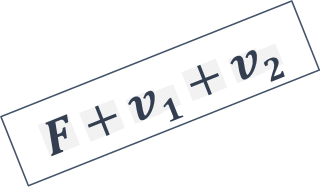 F + v₁ + v₂